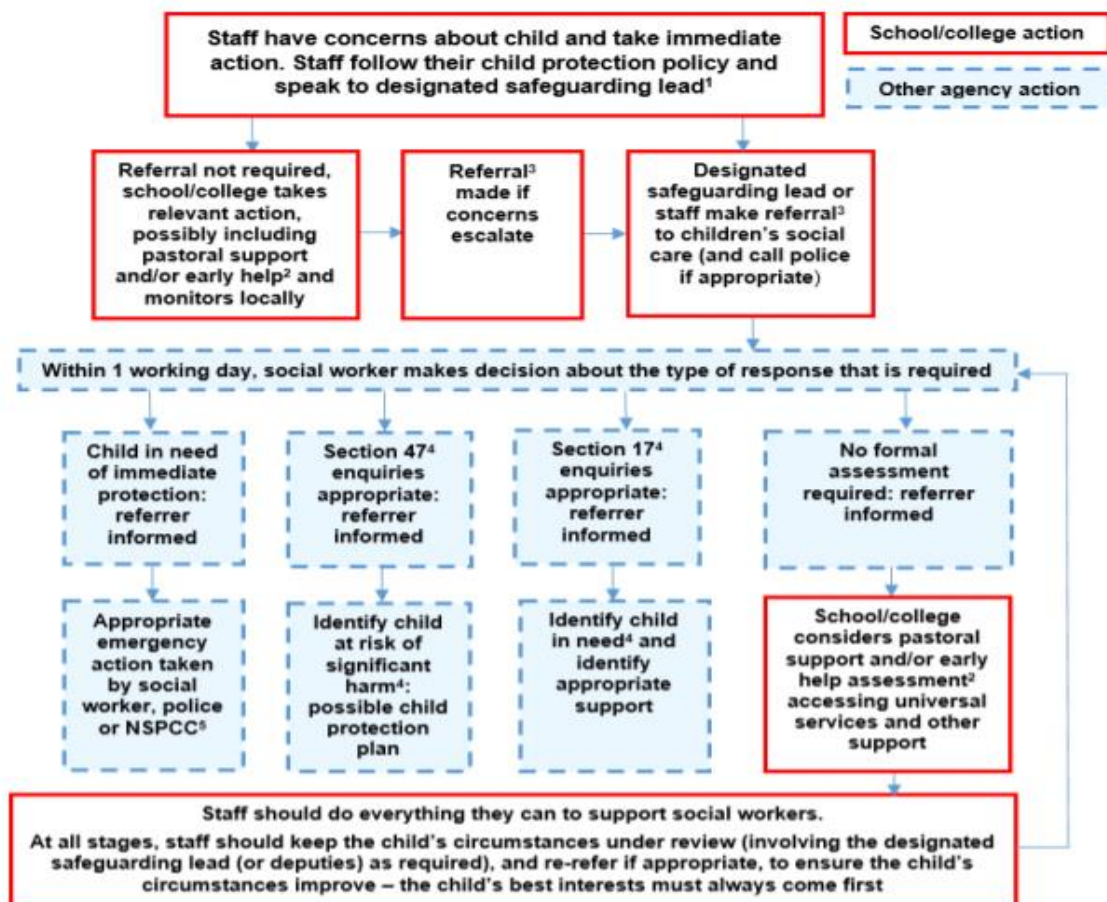 Staff have concerns about child and take immediate
action. Staff follow their child protection policy and
speak to designated safeguarding lead¹
School/college action
Other agency action
Referral not required,
school/college takes
relevant action,
possibly including
pastoral support
and/or early help² and
monitors locally
Referral³
made if
concerns
escalate
Designated
safeguarding lead or
staff make referral³
to children's social
care (and call police
if appropriate)
Within 1 working day, social worker makes decision about the type of response that is required
Child in need
of immediate
protection:
referrer
informed
Section 47⁴
enquiries
appropriate:
referrer
informed
Section 17⁴
enquiries
appropriate:
referrer
informed
No formal
assessment
required: referrer
informed
Appropriate
emergency
action taken
by social
worker, police
or NSPCC⁵
Identify child
at risk of
significant
harm⁴:
possible child
protection
plan
Identify child
in need⁴ and
identify
appropriate
support
School/college
considers pastoral
support and/or early
help assessment²
accessing universal
services and other
support
Staff should do everything they can to support social workers.
At all stages, staff should keep the child's circumstances under review (involving the designated
safeguarding lead (or deputies) as required), and re-refer if appropriate, to ensure the child's
circumstances improve – the child's best interests must always come first